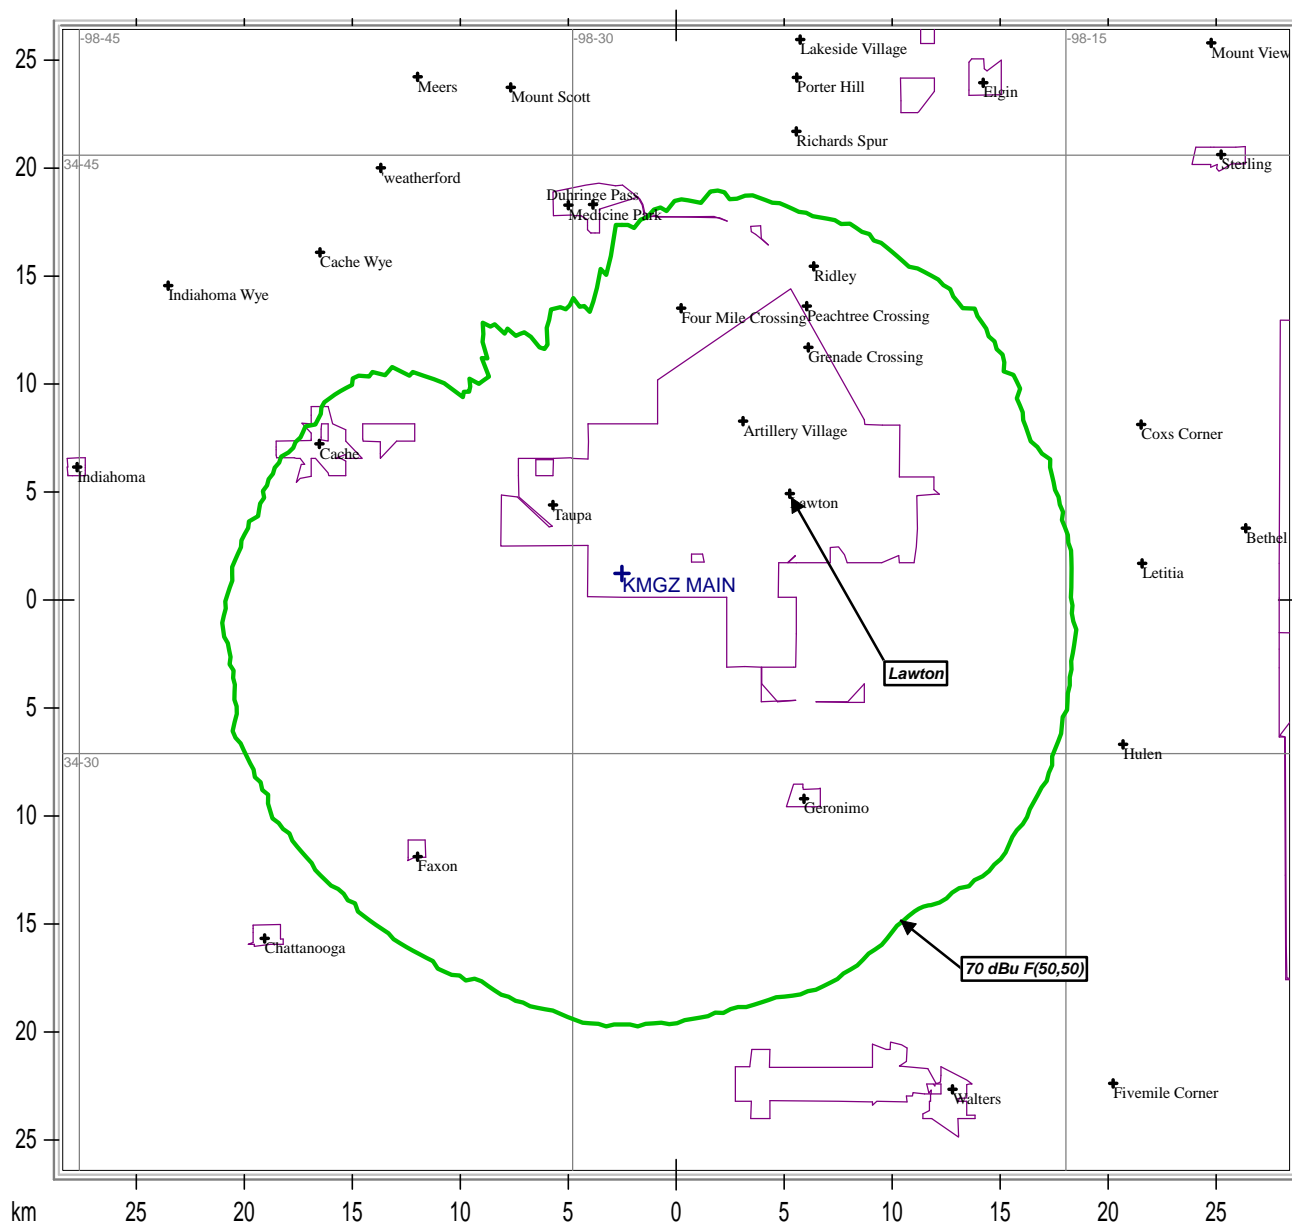 -98-45
-98-30
-98-15
25
Lakeside Village
Mount View
Meers
Mount Scott
Porter Hill
Elgin
Richards Spur
34-45
20
weatherford
Sterling
Duhringe Pass
Medicine Park
Cache Wye
15
Indiahoma Wye
Ridley
Four Mile Crossing
Peachtree Crossing
Grenade Crossing
10
Artillery Village
Coxs Corner
Cache
Indiahoma
5
Taupa
Lawton
Bethel
Letitia
KMGZ MAIN
0
Lawton
5
34-30
Hulen
Geronimo
10
Faxon
15
Chattanooga
70 dBu F(50,50)
20
Walters
Fivemile Corner
25
km 25 20 15 10 5 0 5 10 15 20 25